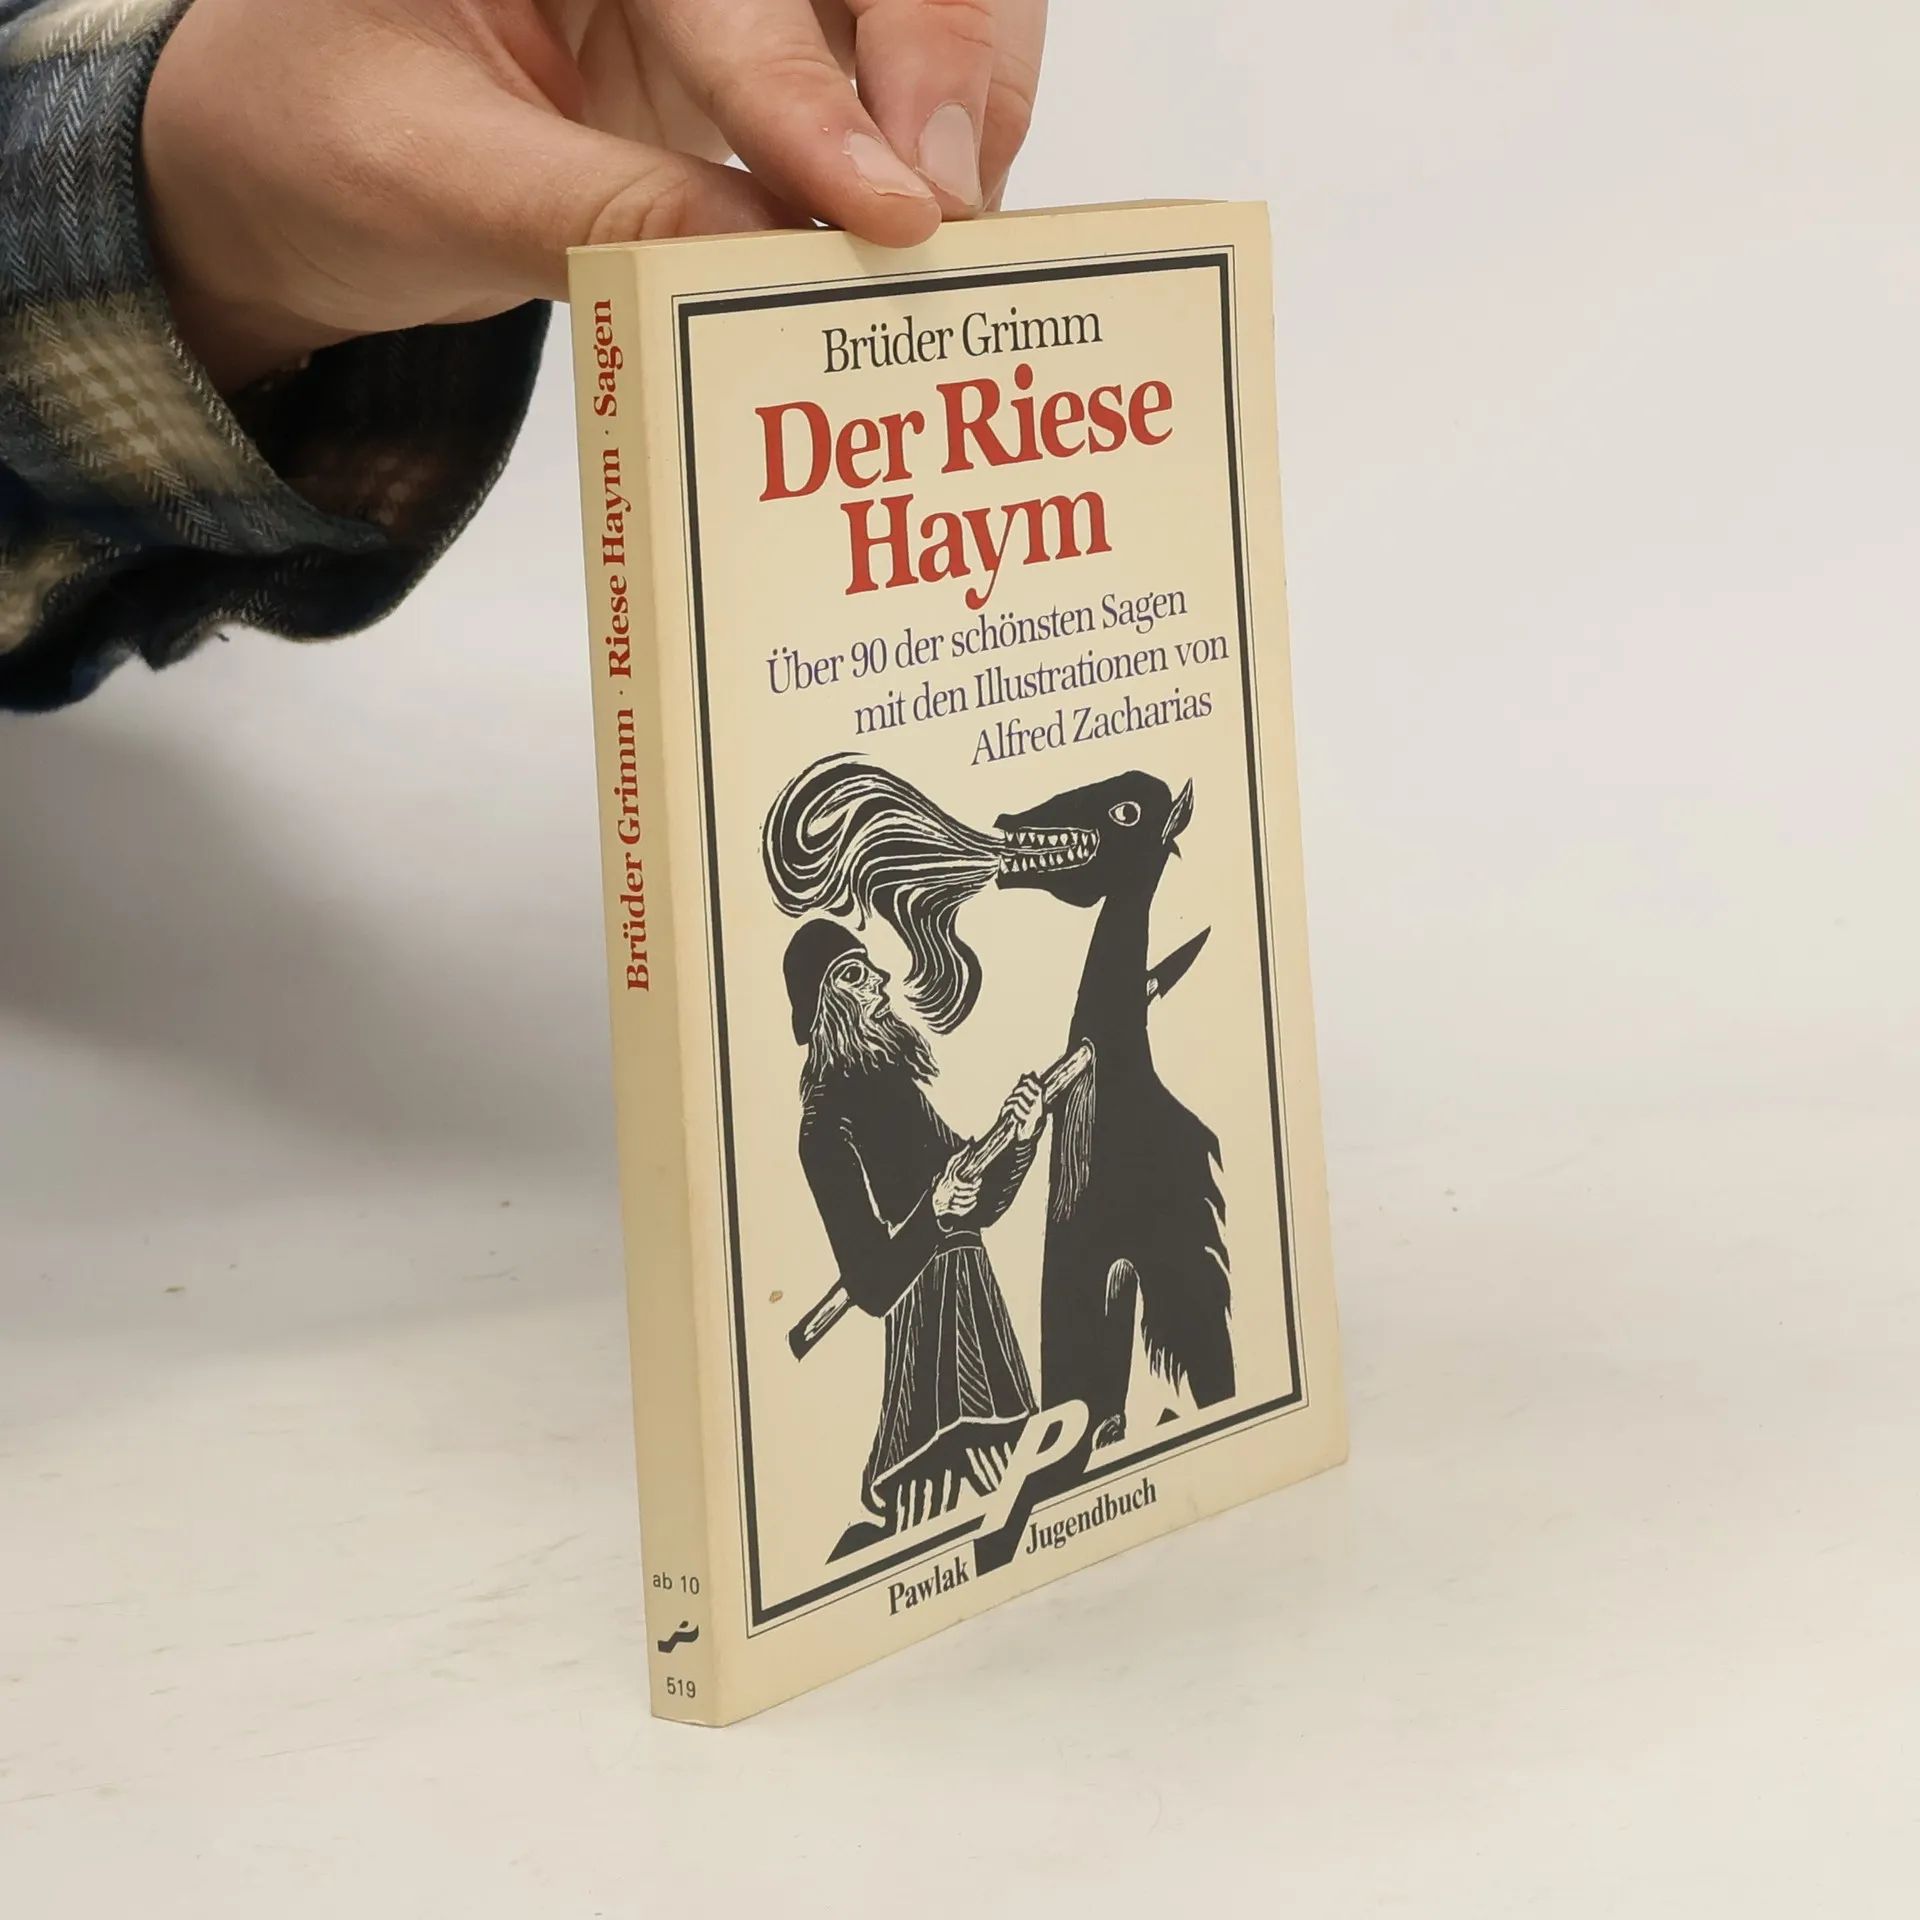 Brüder Grimm · Riese Haym · Sagen
ab 10
519
Brüder Grimm
Der Riese
Haym
Über 90 der schönsten Sagen
mit den Illustrationen von
Alfred Zacharias
P
Pawlak Jugendbuch